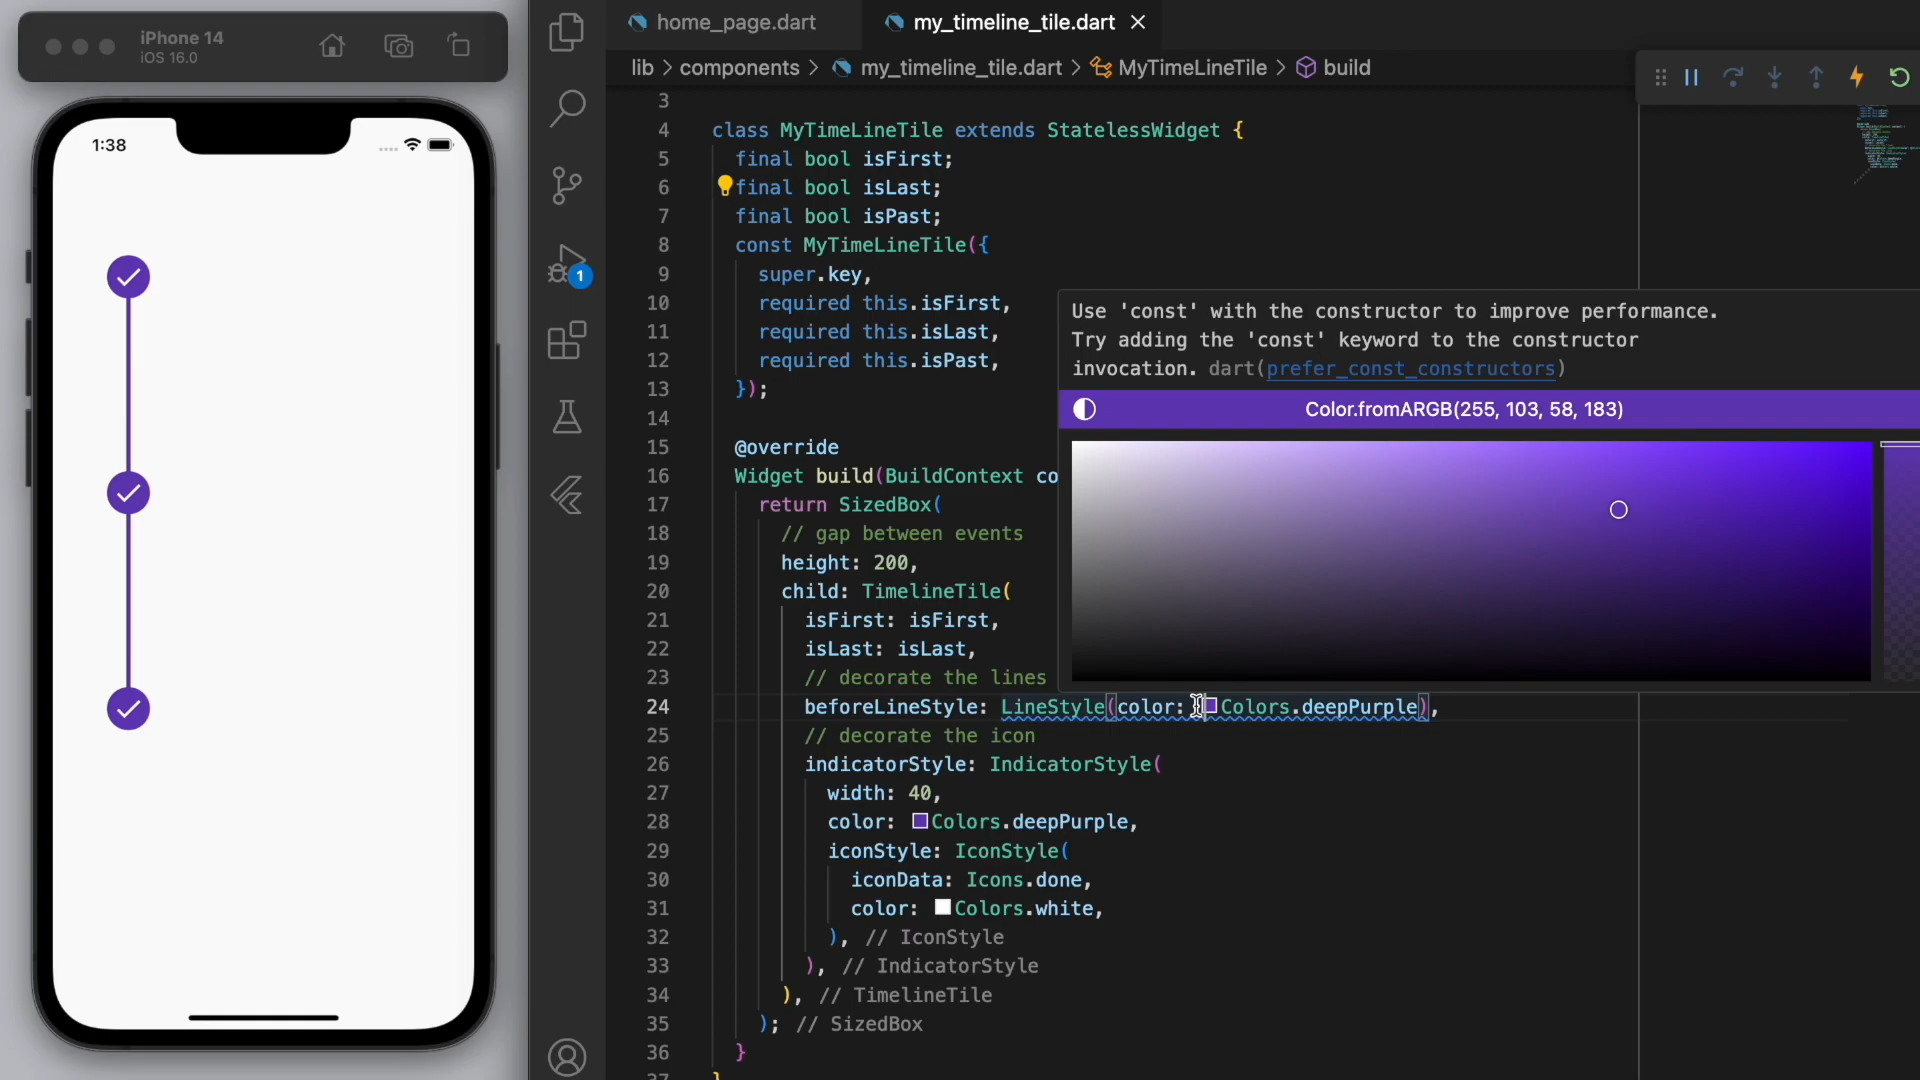 iPhone 14
iOS 16.0
1:38
1
home_page.dart
my_timeline_tile.dart
lib > components > my_timeline_tile.dart > MyTimeLineTile > build
3
4 class MyTimeLineTile extends StatelessWidget {
5 final bool isFirst;
6 final bool isLast;
7 final bool isPast;
8 const MyTimeLineTile({
9 super.key,
10 required this.isFirst,
11 required this.isLast,
12 required this.isPast,
13 });
14
15 @override
16 Widget build(BuildContext co
17 return SizedBox(
18 // gap between events
19 height: 200,
20 child: TimelineTile(
21 isFirst: isFirst,
22 isLast: isLast,
23 // decorate the lines
24 beforeLineStyle: LineStyle(color: Colors.deepPurple),
25 // decorate the icon
26 indicatorStyle: IndicatorStyle(
27 width: 40,
28 color: Colors.deepPurple,
29 iconStyle: IconStyle(
30 iconData: Icons.done,
31 color: Colors.white,
32 ), // IconStyle
33 ), // IndicatorStyle
34 ), // TimelineTile
35 ); // SizedBox
36 }
37 }
Use 'const' with the constructor to improve performance.
Try adding the 'const' keyword to the constructor
invocation. dart(prefer_const_constructors)
Color.fromARGB(255, 103, 58, 183)